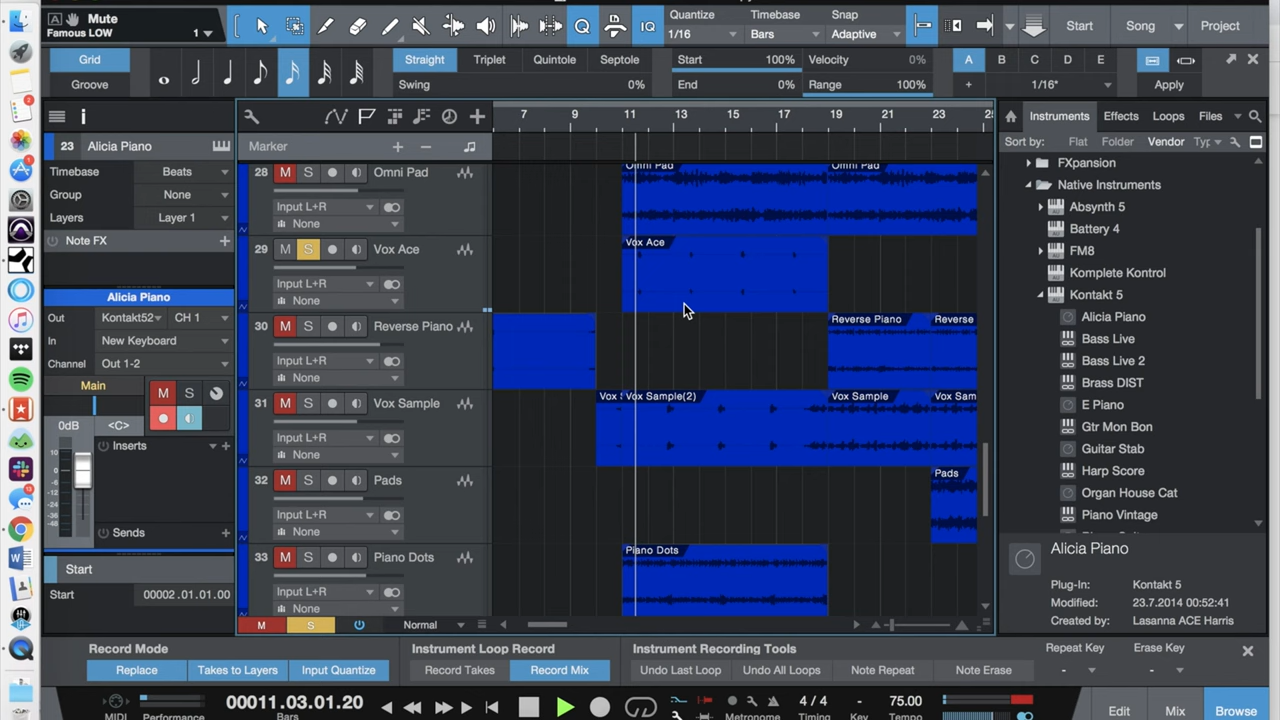 Mute
Famous LOW 1
Quantize Timebase Snap
1/16 Bars Adaptive
Q IQ Start Song Project
Grid Straight Triplet Quintole Septole Start 100% Velocity 0% A B C D E
Groove Swing 0% End 0% Range 100% + 1/16* Apply
23 Alicia Piano
Timebase Beats
Group None
Layers Layer 1
Note FX
Alicia Piano
Out Kontakt52 CH 1
In New Keyboard
Channel Out 1-2
Main
M S
0dB <C>
Inserts
10
6
Sends
Start
Start 00002.01.01.00
7 9 11 13 15 17 19 21 23 25
Marker
28 M S Omni Pad
Input L+R
None
Omni Pad Omni Pad
29 M S Vox Ace
Input L+R
None
Vox Ace
30 M S Reverse Piano
Input L+R
None
Reverse Piano Reverse
31 M S Vox Sample
Input L+R
None
Vox Vox Sample(2) Vox Sample Vox Sam
32 M S Pads
Input L+R
None
Pads
33 M S Piano Dots
Input L+R
None
Piano Dots
M S Normal
Instruments Effects Loops Files
Sort by: Flat Folder Vendor Typ
FXpansion
Native Instruments
Absynth 5
Battery 4
FM8
Komplete Kontrol
Kontakt 5
Alicia Piano
Bass Live
Bass Live 2
Brass DIST
E Piano
Gtr Mon Bon
Guitar Stab
Harp Score
Organ House Cat
Piano Vintage
Alicia Piano
Plug-In: Kontakt 5
Modified: 23.7.2014 00:52:41
Created by: Lasanna ACE Harris
Record Mode Instrument Loop Record Instrument Recording Tools Repeat Key Erase Key
Replace Takes to Layers Input Quantize Record Takes Record Mix Undo Last Loop Undo All Loops Note Repeat Note Erase - -
MIDI Performance 00011.03.01.20 Bars Metronome 4 / 4 Timing - Key 75.00 Tempo Edit Mix Browse